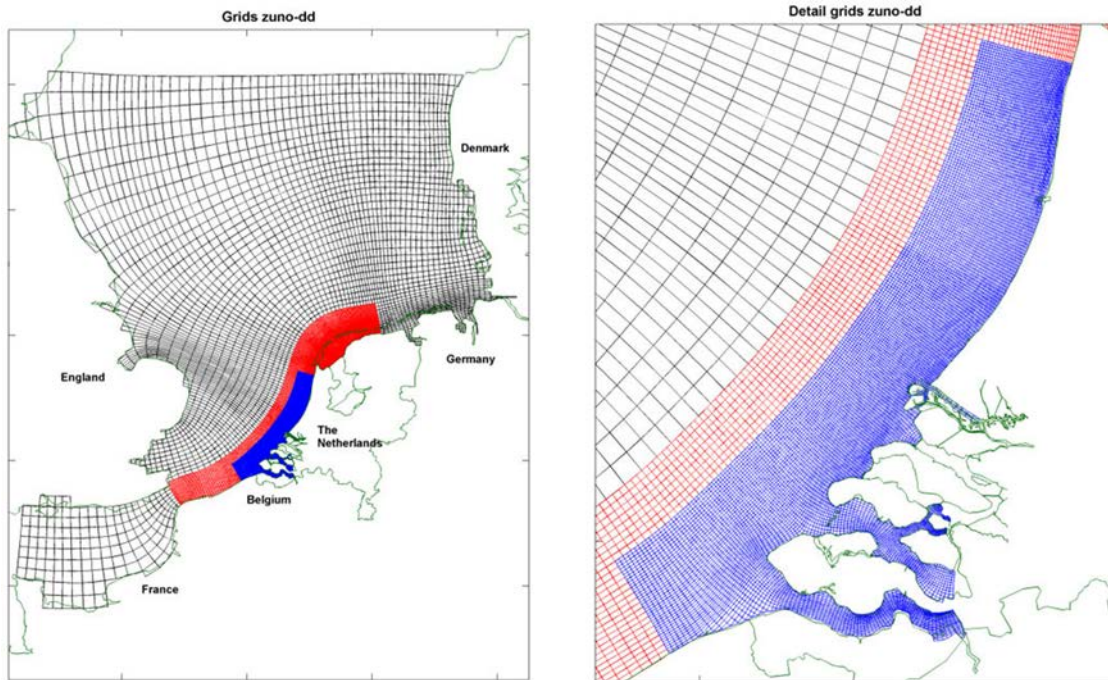 Grids zuno-dd
Detail grids zuno-dd
Denmark
Germany
England
The
Netherlands
Belgium
France